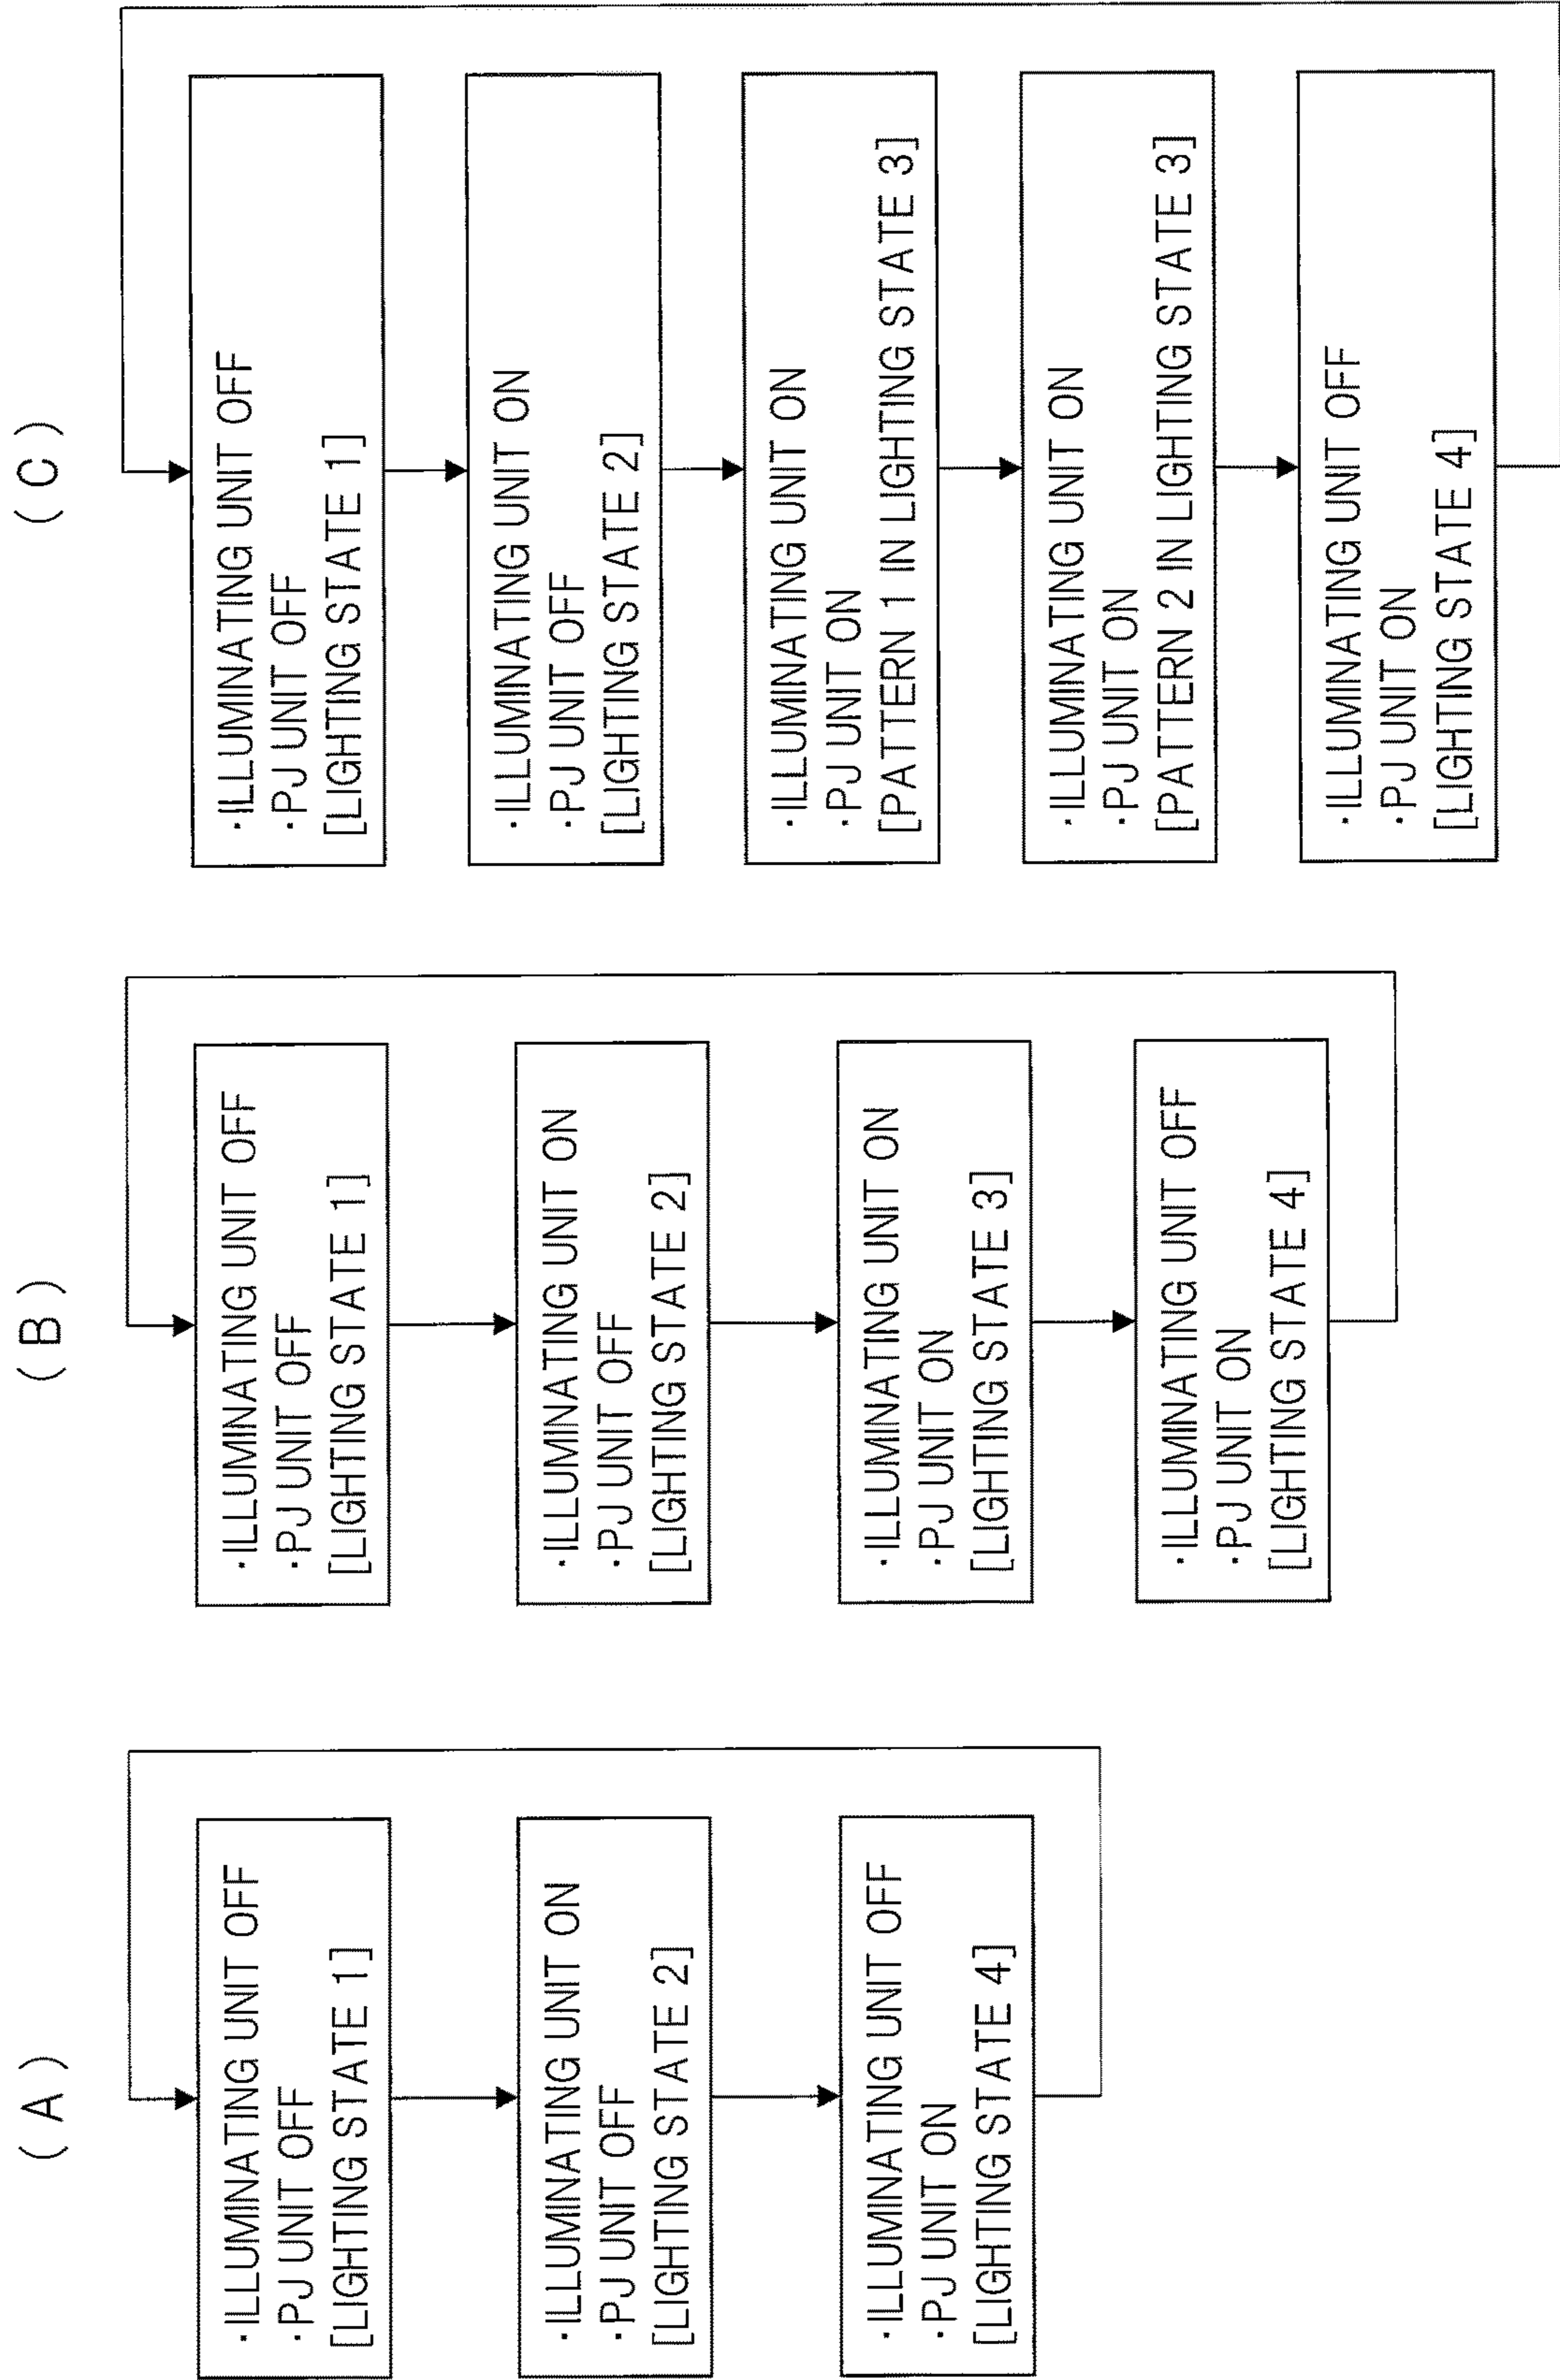 (A)
·ILLUMINATING UNIT OFF
·PJ UNIT OFF
[LIGHTING STATE 1]
·ILLUMINATING UNIT ON
·PJ UNIT OFF
[LIGHTING STATE 2]
·ILLUMINATING UNIT OFF
·PJ UNIT ON
[LIGHTING STATE 4]
(B)
·ILLUMINATING UNIT OFF
·PJ UNIT OFF
[LIGHTING STATE 1]
·ILLUMINATING UNIT ON
·PJ UNIT OFF
[LIGHTING STATE 2]
·ILLUMINATING UNIT ON
·PJ UNIT ON
[LIGHTING STATE 3]
·ILLUMINATING UNIT OFF
·PJ UNIT ON
[LIGHTING STATE 4]
(C)
·ILLUMINATING UNIT OFF
·PJ UNIT OFF
[LIGHTING STATE 1]
·ILLUMINATING UNIT ON
·PJ UNIT OFF
[LIGHTING STATE 2]
·ILLUMINATING UNIT ON
·PJ UNIT ON
[PATTERN 1 IN LIGHTING STATE 3]
·ILLUMINATING UNIT ON
·PJ UNIT ON
[PATTERN 2 IN LIGHTING STATE 3]
·ILLUMINATING UNIT OFF
·PJ UNIT ON
[LIGHTING STATE 4]